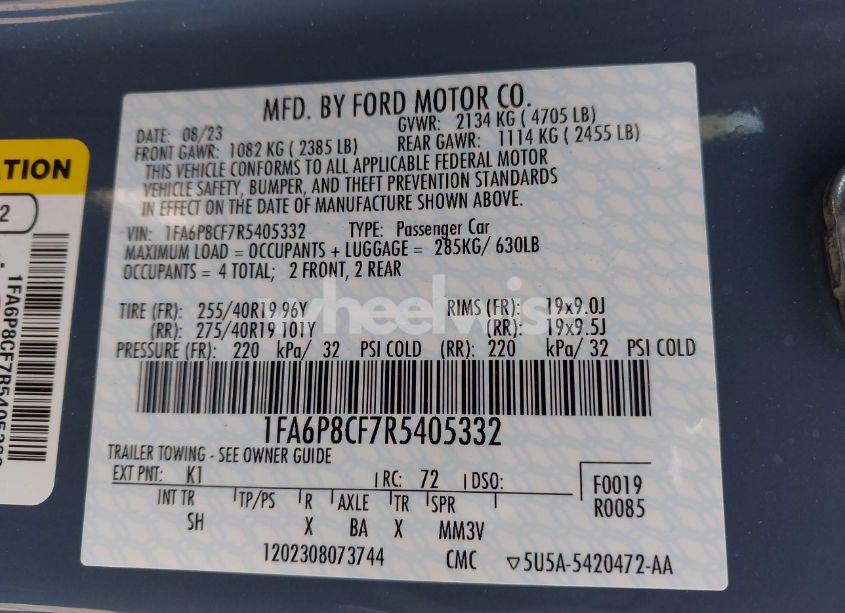 MFD. BY FORD MOTOR CO.
DATE: 08/23 GVWR: 2134 KG ( 4705 LB)
FRONT GAWR: 1082 KG ( 2385 LB) REAR GAWR: 1114 KG ( 2455 LB)
THIS VEHICLE CONFORMS TO ALL APPLICABLE FEDERAL MOTOR
VEHICLE SAFETY, BUMPER, AND THEFT PREVENTION STANDARDS
IN EFFECT ON THE DATE OF MANUFACTURE SHOWN ABOVE.
VIN: 1FA6P8CF7R5405332 TYPE: Passenger Car
MAXIMUM LOAD = OCCUPANTS + LUGGAGE = 285KG/ 630LB
OCCUPANTS = 4 TOTAL; 2 FRONT, 2 REAR
TIRE (FR): 255/40R19 96Y RIMS (FR): 19x9.0J
(RR): 275/40R19 101Y (RR): 19x9.5J
PRESSURE (FR): 220 kPa/ 32 PSI COLD (RR): 220 kPa/ 32 PSI COLD
1FA6P8CF7R5405332
TRAILER TOWING - SEE OWNER GUIDE
EXT PNT: K1 RC: 72 DSO:
F0019
R0085
INT TR TP/PS R AXLE TR SPR
SH X BA X MM3V
1202308073744 CMC 5U5A-5420472-AA
wheelvis
TION
2
1FA6P8CF7R5405332